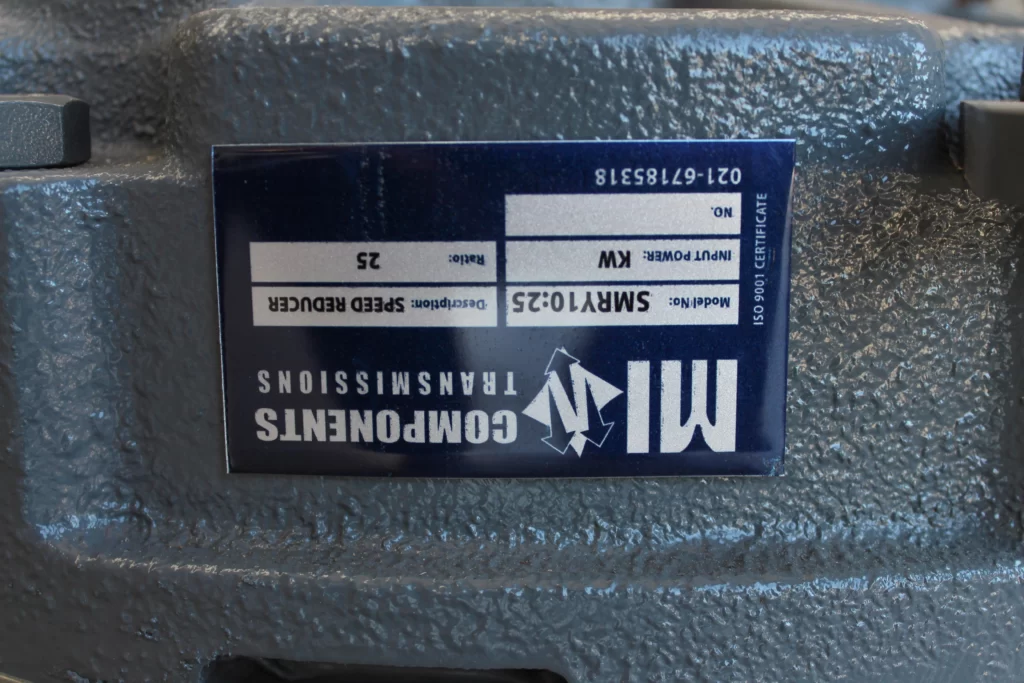 MI N COMPONENTS
TRANSMISSIONS
Model No: SMRY10:25
Description: SPEED REDUCER
INPUT POWER: KW
Ratio: 25
NO.
021-67185318
ISO 9001 CERTIFICATE